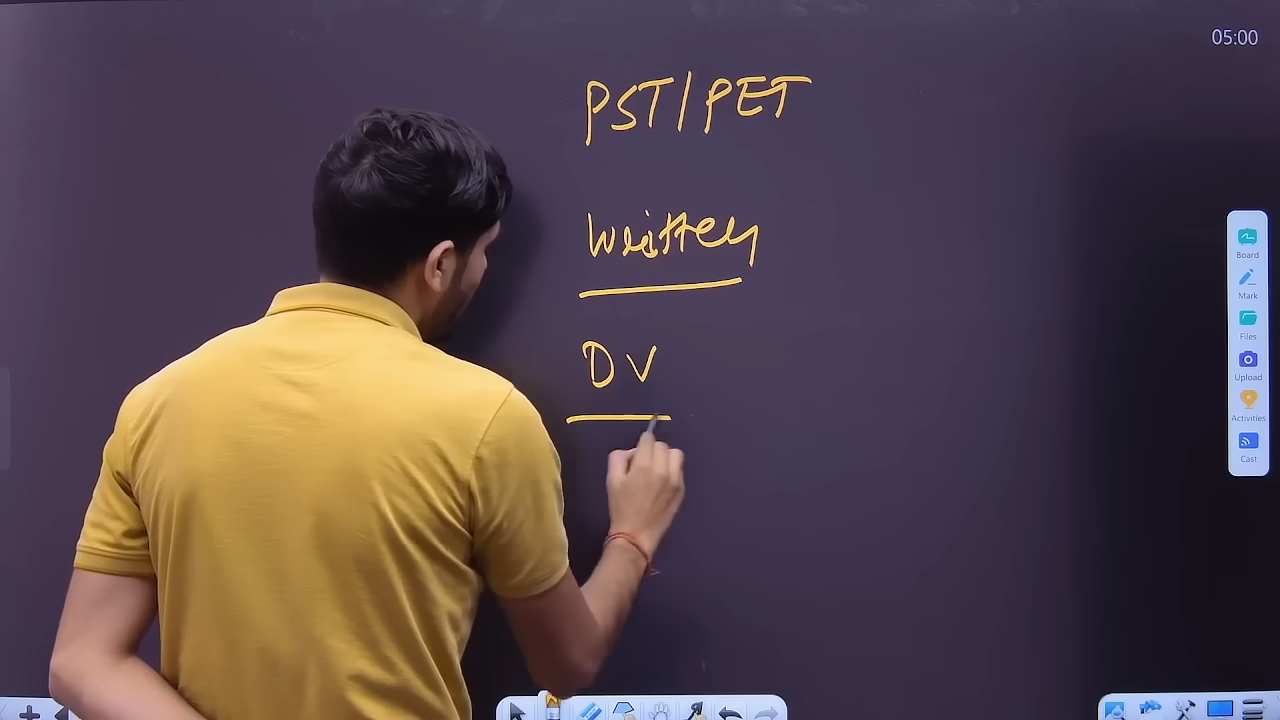 05:00
PST/PET
Written
DV
Board
Mark
Files
Upload
Activities
Cast